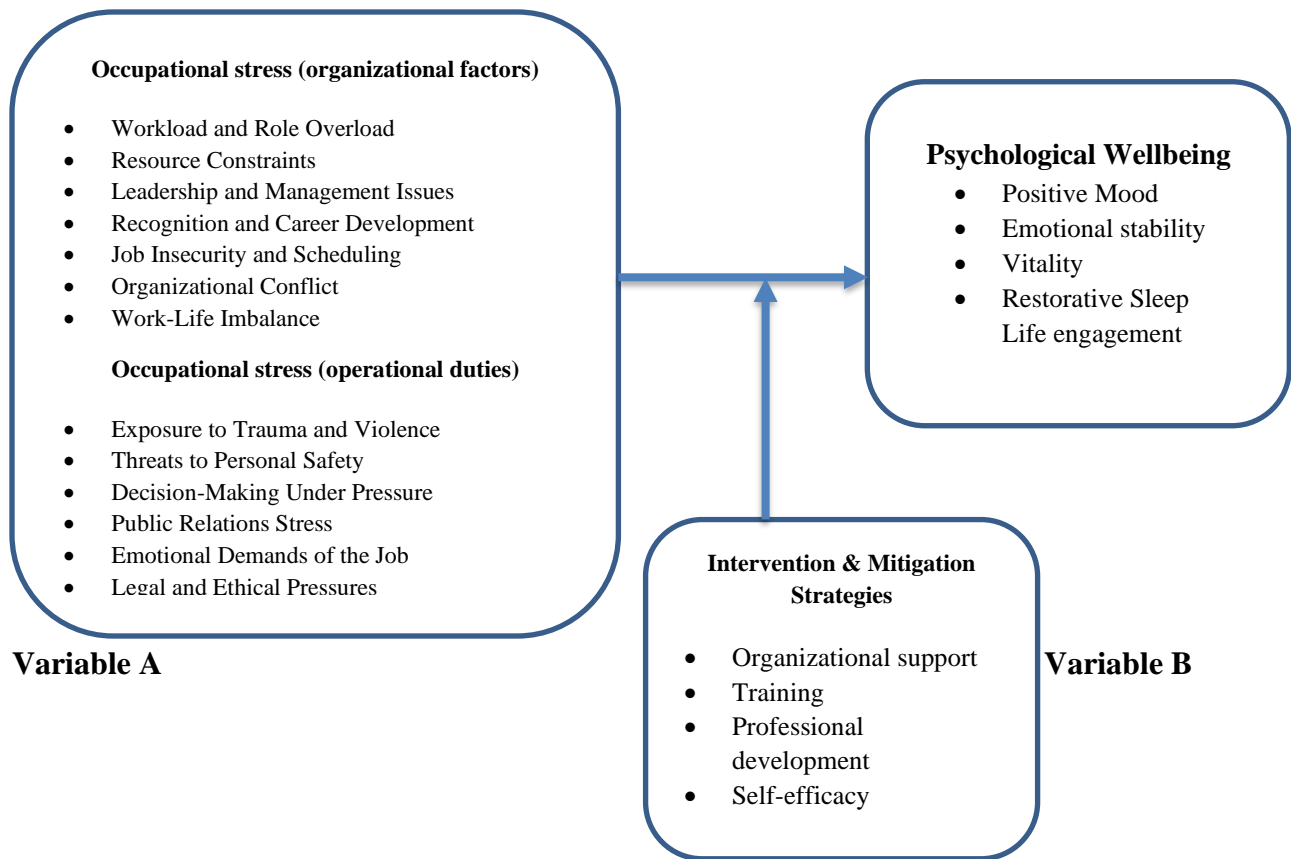 Occupational stress (organizational factors)
• Workload and Role Overload
• Resource Constraints
• Leadership and Management Issues
• Recognition and Career Development
• Job Insecurity and Scheduling
• Organizational Conflict
• Work-Life Imbalance
Occupational stress (operational duties)
• Exposure to Trauma and Violence
• Threats to Personal Safety
• Decision-Making Under Pressure
• Public Relations Stress
• Emotional Demands of the Job
• Legal and Ethical Pressures
Variable A
Psychological Wellbeing
• Positive Mood
• Emotional stability
• Vitality
• Restorative Sleep
Life engagement
Intervention & Mitigation
Strategies
• Organizational support
• Training
• Professional
development
• Self-efficacy
Variable B